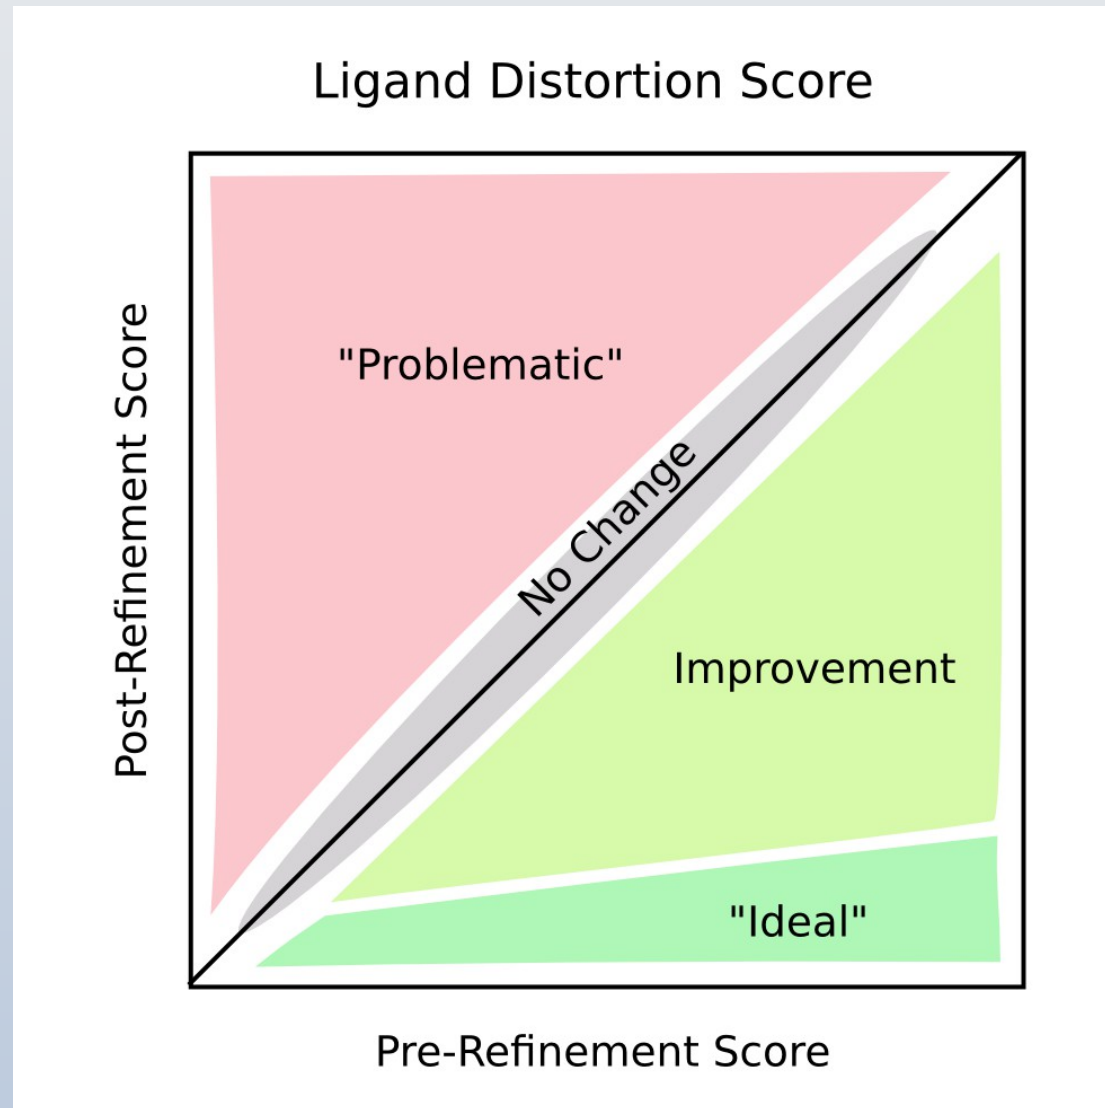 Ligand Distortion Score
"Problematic"
No Change
Improvement
"Ideal"
Post-Refinement Score
Pre-Refinement Score